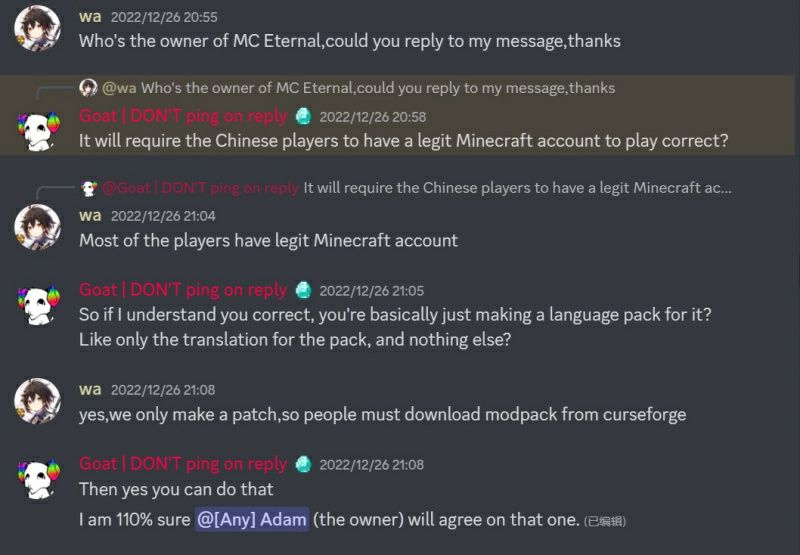 wa 2022/12/26 20:55
Who's the owner of MC Eternal,could you reply to my message,thanks
@wa Who's the owner of MC Eternal,could you reply to my message,thanks
Goat | DON'T ping on reply 2022/12/26 20:58
It will require the Chinese players to have a legit Minecraft account to play correct?
@Goat | DON'T ping on reply It will require the Chinese players to have a legit Minecraft ac...
wa 2022/12/26 21:04
Most of the players have legit Minecraft account
Goat | DON'T ping on reply 2022/12/26 21:05
So if I understand you correct, you're basically just making a language pack for it?
Like only the translation for the pack, and nothing else?
wa 2022/12/26 21:08
yes,we only make a patch,so people must download modpack from curseforge
Goat | DON'T ping on reply 2022/12/26 21:08
Then yes you can do that
I am 110% sure @[Any] Adam (the owner) will agree on that one. (已编辑)